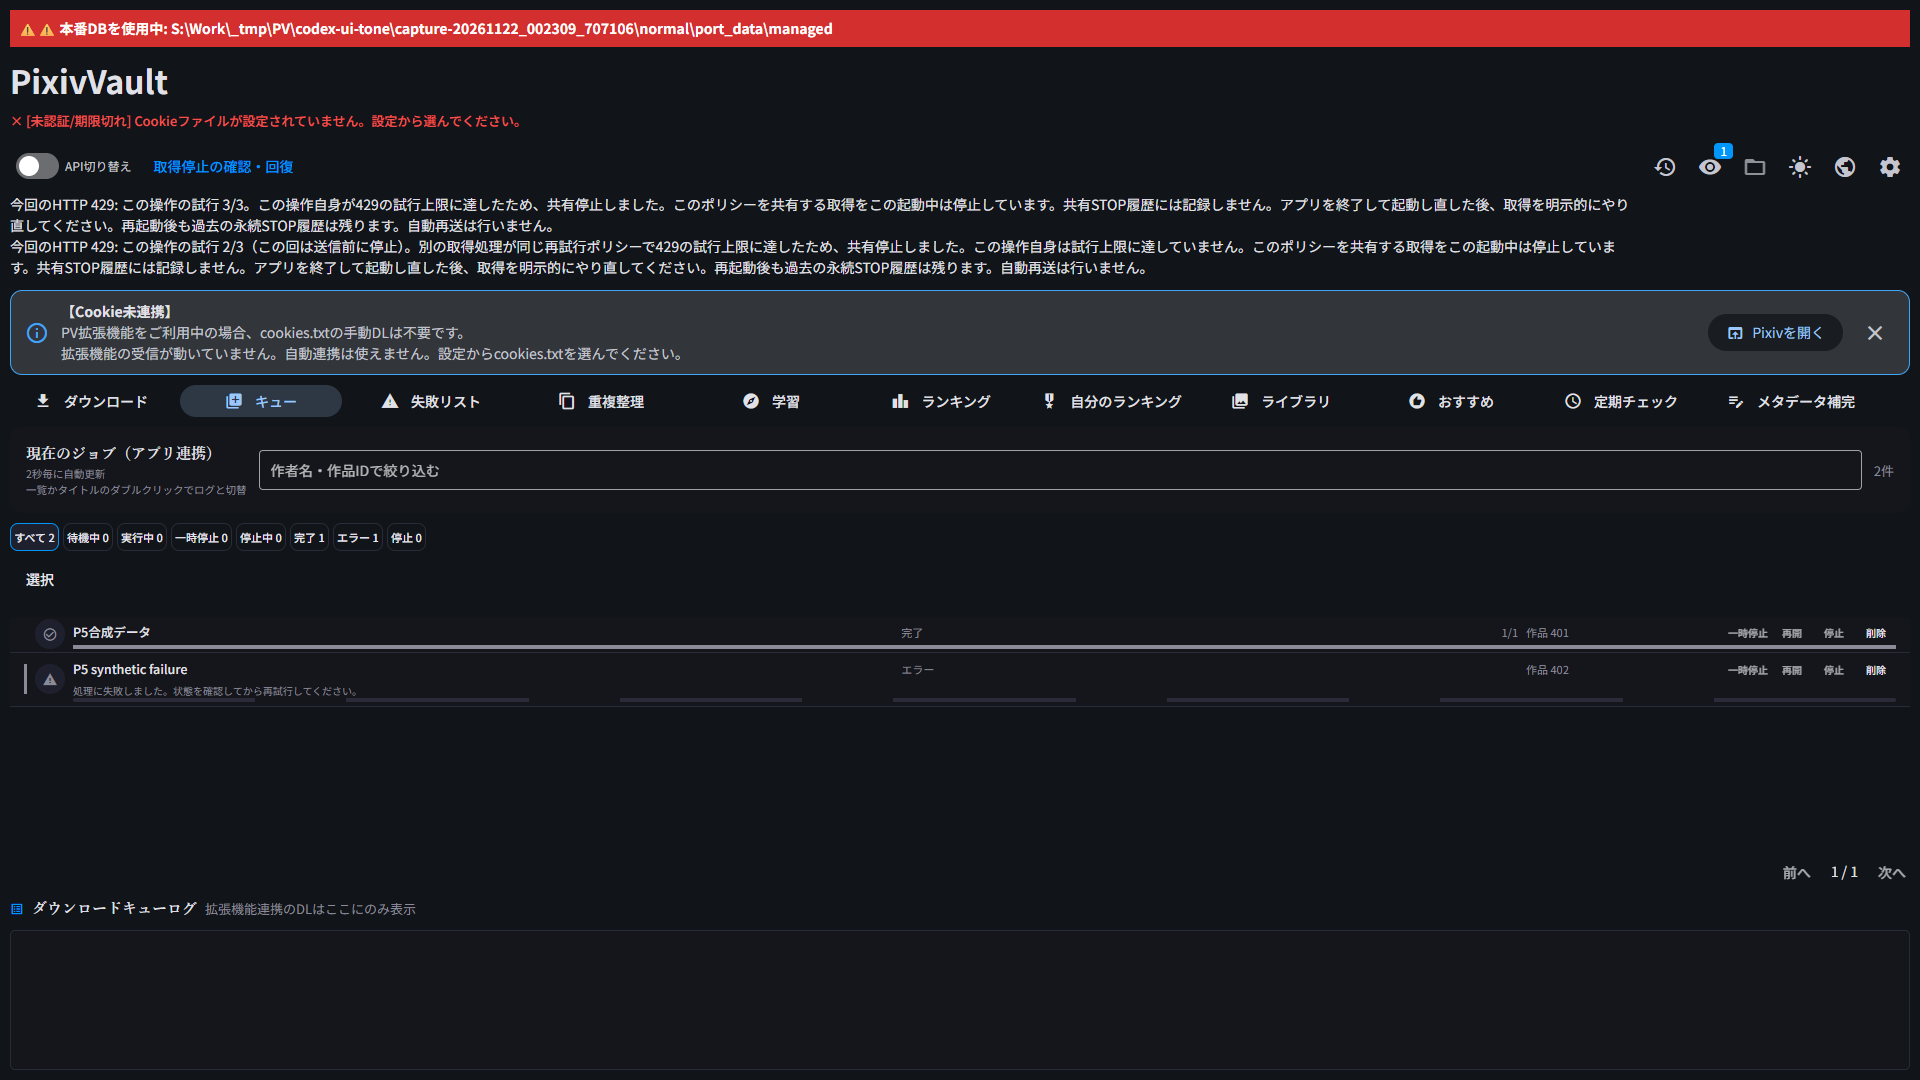 本番DBを使用中: S:\Work\_tmp\PV\codex-ui-tone\capture-20261122_002309_707106\normal\port_data\managed
PixivVault
× [未認証/期限切れ] Cookieファイルが設定されていません。設定から選んでください。
API切り替え 取得停止の確認・回復
1
今回のHTTP 429: この操作の試行 3/3。この操作自身が429の試行上限に達したため、共有停止しました。このポリシーを共有する取得をこの起動中は停止しています。共有STOP履歴には記録しません。アプリを終了して起動し直した後、取得を明示的にやり
直してください。再起動後も過去の永続STOP履歴は残ります。自動再送は行いません。
今回のHTTP 429: この操作の試行 2/3（この回は送信前に停止）。別の取得処理が同じ再試行ポリシーで429の試行上限に達したため、共有停止しました。この操作自身は試行上限に達していません。このポリシーを共有する取得をこの起動中は停止していま
す。共有STOP履歴には記録しません。アプリを終了して起動し直した後、取得を明示的にやり直してください。再起動後も過去の永続STOP履歴は残ります。自動再送は行いません。
【Cookie未連携】
PV拡張機能をご利用中の場合、cookies.txtの手動DLは不要です。
拡張機能の受信が動いていません。自動連携は使えません。設定からcookies.txtを選んでください。
Pixivを開く
ダウンロード キュー 失敗リスト 重複整理 学習 ランキング 自分のランキング ライブラリ おすすめ 定期チェック メタデータ補完
現在のジョブ（アプリ連携）
2秒毎に自動更新
一覧かタイトルのダブルクリックでログと切替
作者名・作品IDで絞り込む
2件
すべて 2 待機中 0 実行中 0 一時停止 0 停止中 0 完了 1 エラー 1 停止 0
選択
P5合成データ 完了 1/1 作品 401 一時停止 再開 停止 削除
P5 synthetic failure エラー 作品 402 一時停止 再開 停止 削除
処理に失敗しました。状態を確認してから再試行してください。
前へ 1 / 1 次へ
ダウンロードキューログ 拡張機能連携のDLはここにのみ表示